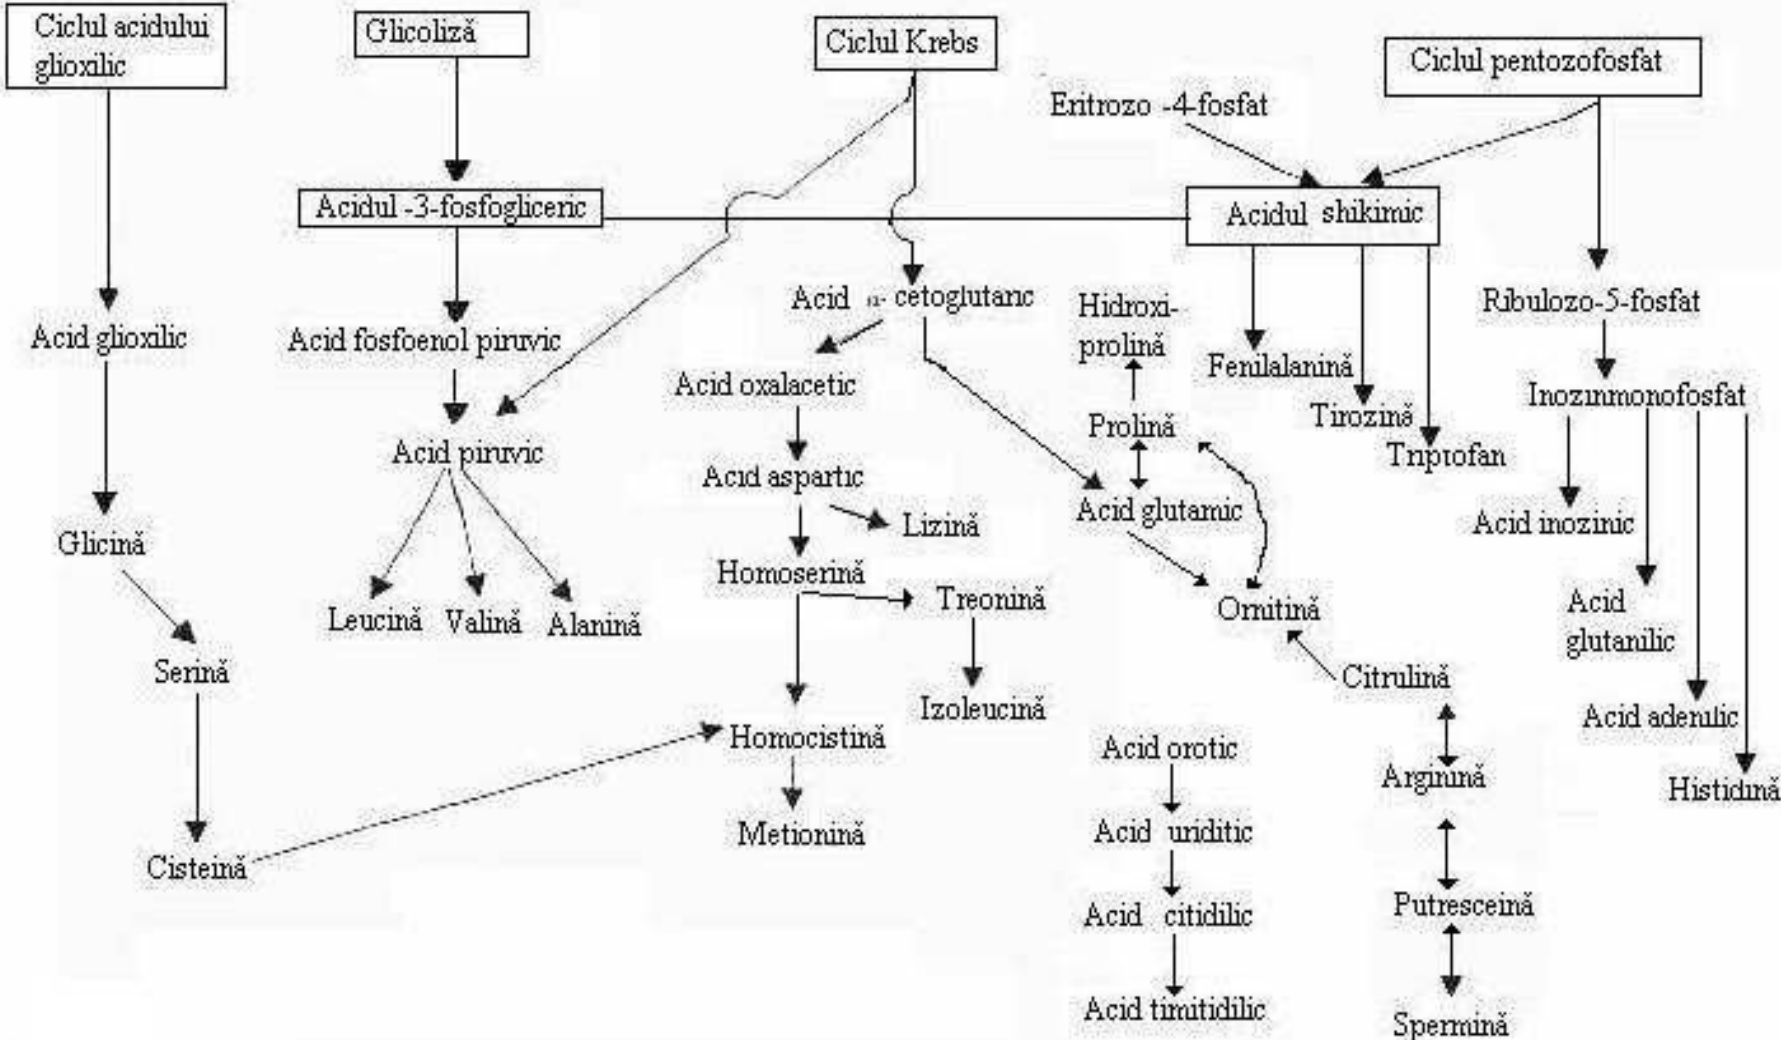 Ciclul acidului
glioxilic
Glicoliză
Ciclul Krebs
Ciclul pentozofosfat
Eritrozo -4-fosfat
Acidul -3-fosfogliceric
Acidul shikimic
Acid glioxilic
Acid fosfoenol piruvic
Acid α- cetoglutaric
Hidroxi-
prolină
Ribulozo-5-fosfat
Fenilalanină
Acid oxalacetic
Inozinmonofosfat
Tirozină
Prolină
Triptofan
Acid piruvic
Acid aspartic
Acid glutamic
Lizină
Acid inozinic
Glicină
Homoserină
Treonină
Ornitină
Acid
glutanilic
Leucină
Valină
Alanină
Serină
Citrulină
Izoleucină
Acid adenilic
Homocistină
Acid orotic
Arginină
Histidină
Metionină
Acid uriditic
Cisteină
Acid citidilic
Putresceină
Acid timitidilic
Spermină